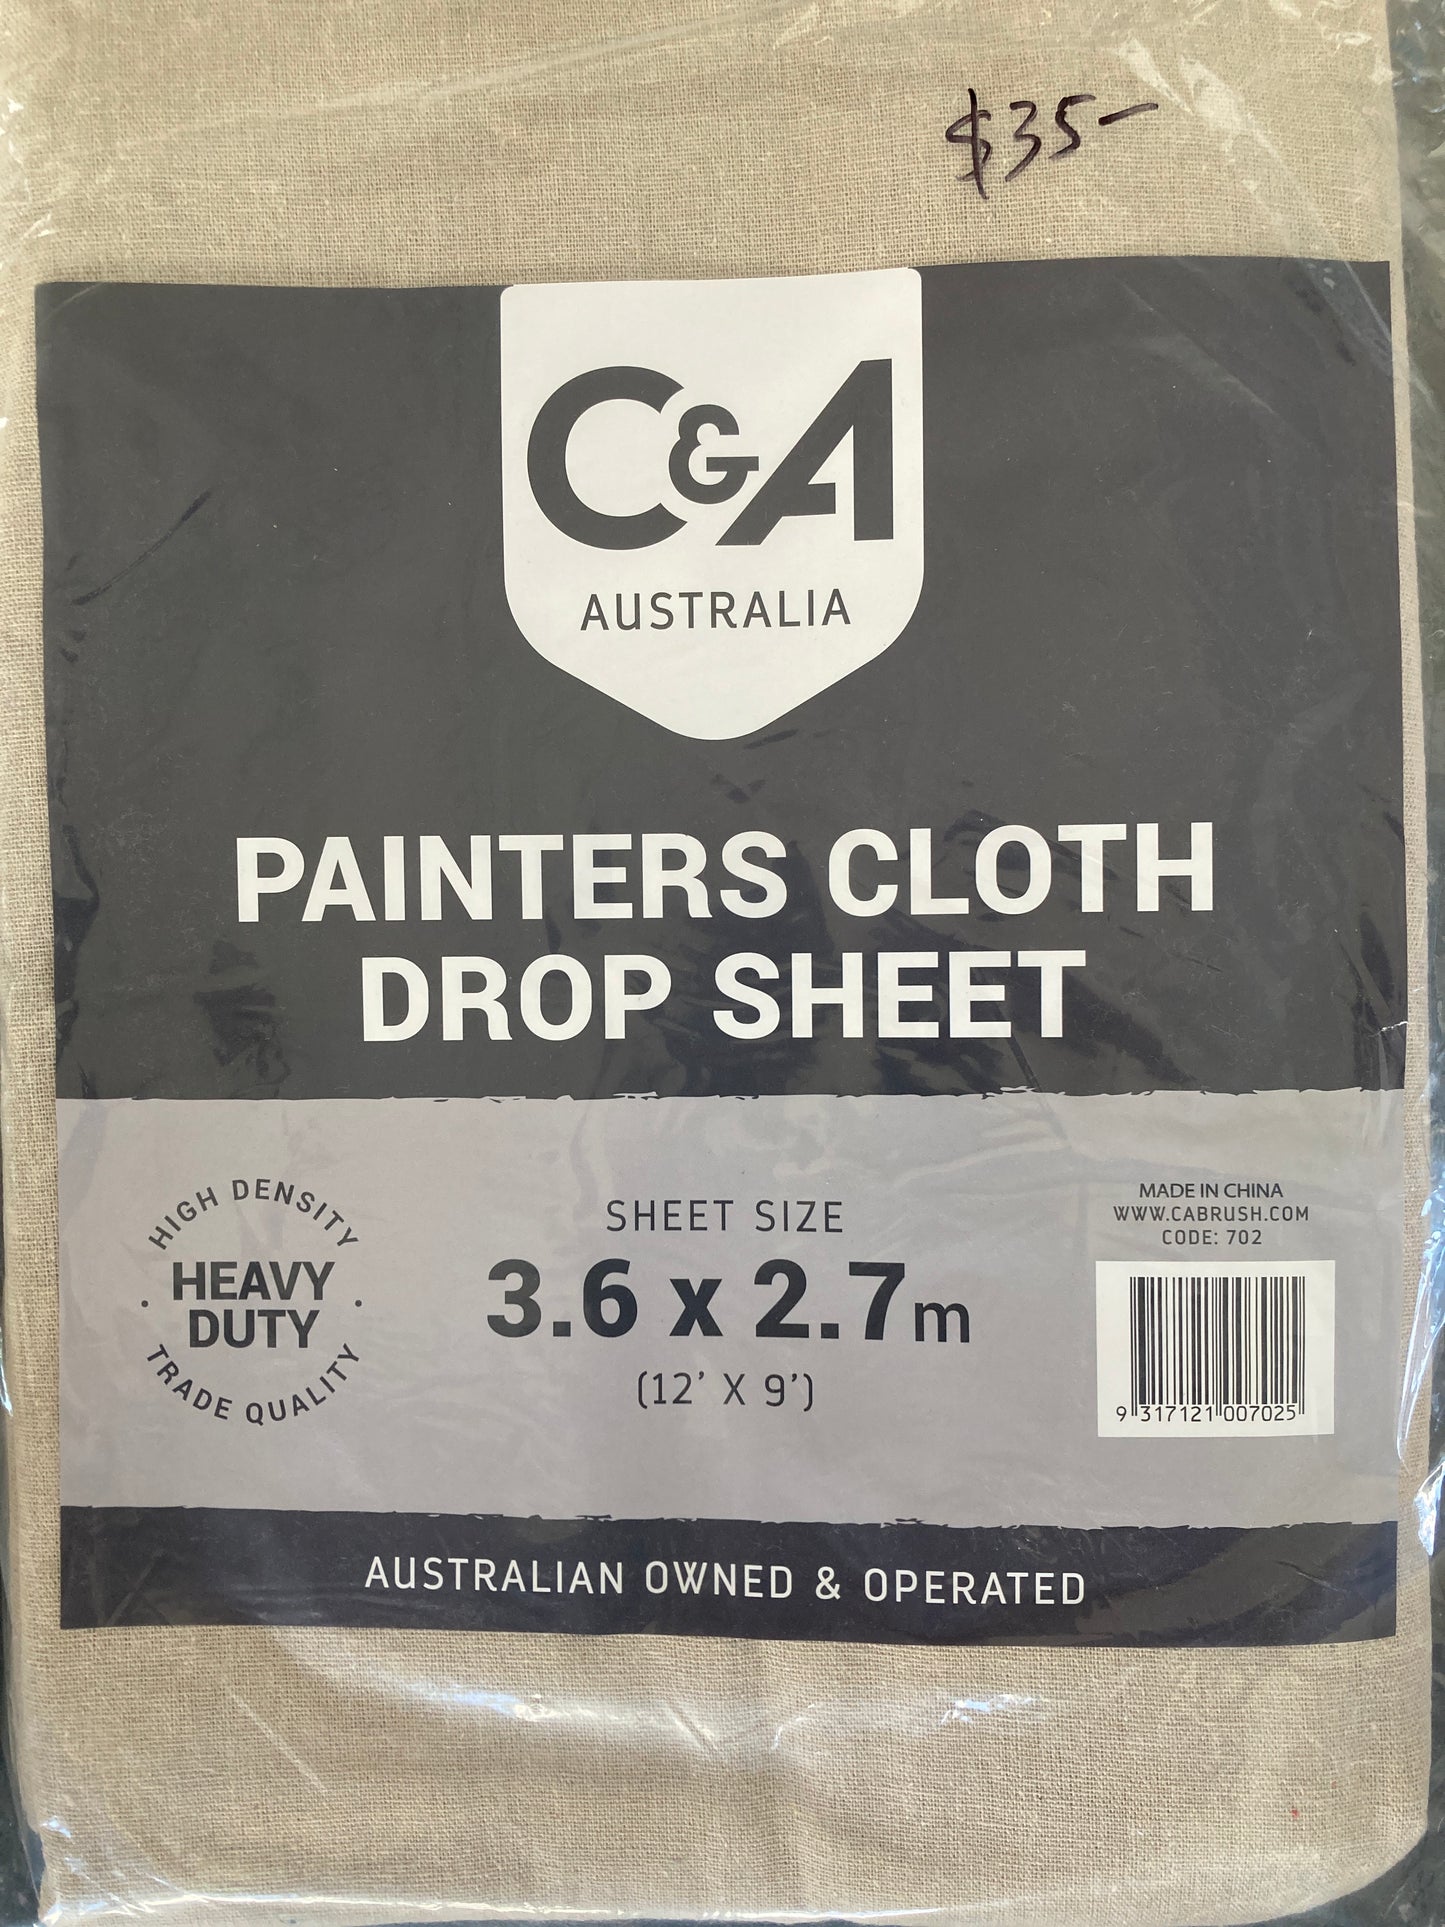 $35-
C&A
AUSTRALIA
PAINTERS CLOTH
DROP SHEET
HIGH DENSITY
HEAVY
DUTY
TRADE QUALITY
SHEET SIZE
3.6 x 2.7m
(12' X 9')
MADE IN CHINA
WWW.CABRUSH.COM
CODE: 702
9 317121 007025
AUSTRALIAN OWNED & OPERATED